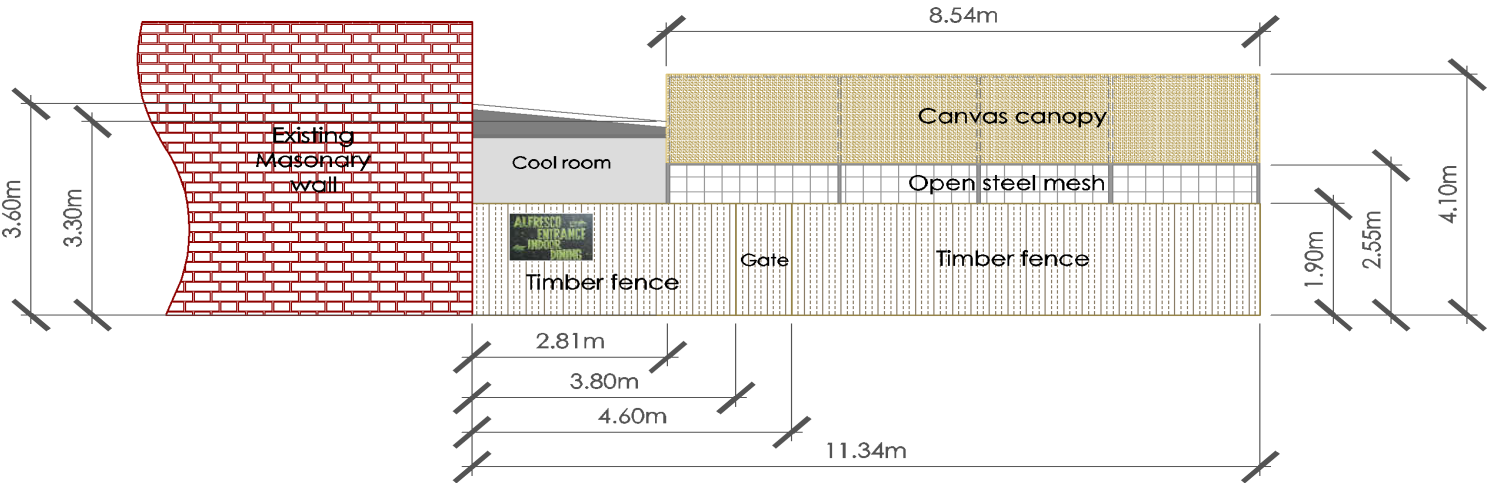 8.54m
Canvas canopy
Existing
Masonary
wall
Cool room
Open steel mesh
3.60m
3.30m
4.10m
2.55m
1.90m
ALFRESCO
ENTRANCE
INDOOR
DINING
Gate
Timber fence
Timber fence
2.81m
3.80m
4.60m
11.34m